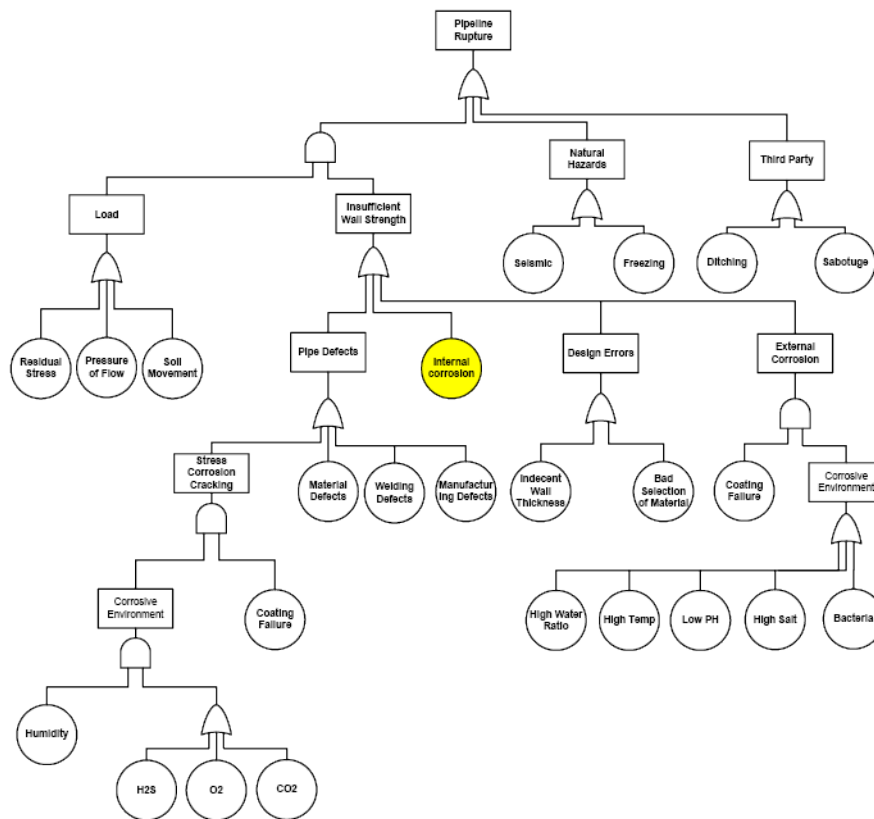 Pipeline
Rupture
Natural
Hazards
Third Party
Load
Insufficient
Wall Strength
Seismic
Freezing
Ditching
Sabotuge
Residual
Stress
Pressure
of Flow
Soil
Movement
Pipe Defects
Internal
corrosion
Design Errors
External
Corrosion
Stress
Corrosion
Cracking
Material
Defects
Welding
Defects
Manufactur
ing Defects
Indecent
Wall
Thickness
Bad
Selection
of Material
Coating
Failure
Corrosive
Environment
Corrosive
Environment
Coating
Failure
High Water
Ratio
High Temp
Low PH
High Salt
Bacteria
Humidity
H2S
O2
CO2